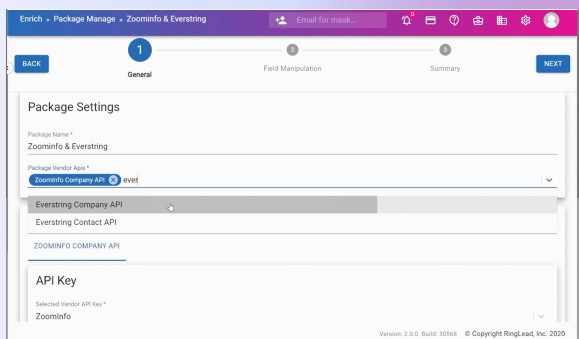 Enrich > Package Manage > Zoominfo & Everstring
Email for mask...
0
1
2
3
BACK
General
Field Manipulation
Summary
NEXT
Package Settings
Package Name *
Zoominfo & Everstring
Package Vendor Apis *
ZoomInfo Company API ever
Everstring Company API
Everstring Contact API
ZOOMINFO COMPANY API
API Key
Selected Vendor API Key *
ZoomInfo
Version: 2.0.0. Build: 30568 © Copyright RingLead, Inc. 2020